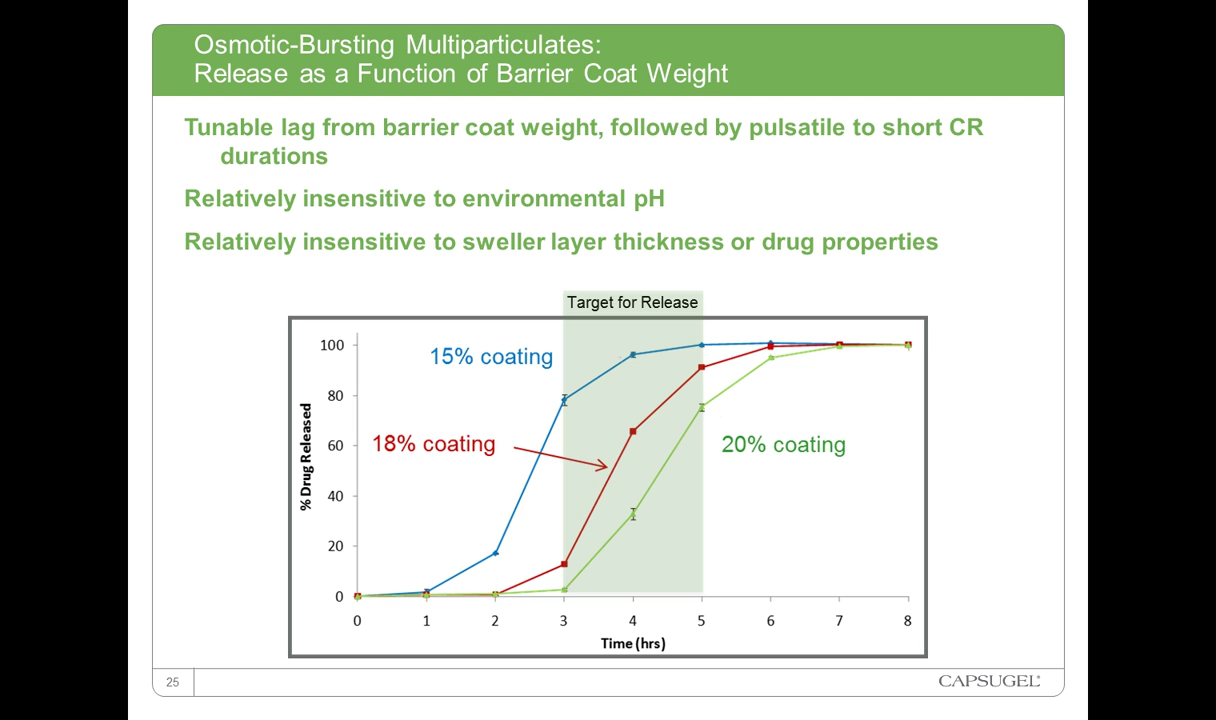 Osmotic-Bursting Multiparticulates:
Release as a Function of Barrier Coat Weight
Tunable lag from barrier coat weight, followed by pulsatile to short CR
durations
Relatively insensitive to environmental pH
Relatively insensitive to sweller layer thickness or drug properties
Target for Release
15% coating
18% coating
20% coating
% Drug Released
100
80
60
40
20
0
0 1 2 3 4 5 6 7 8
Time (hrs)
25
CAPSUGEL